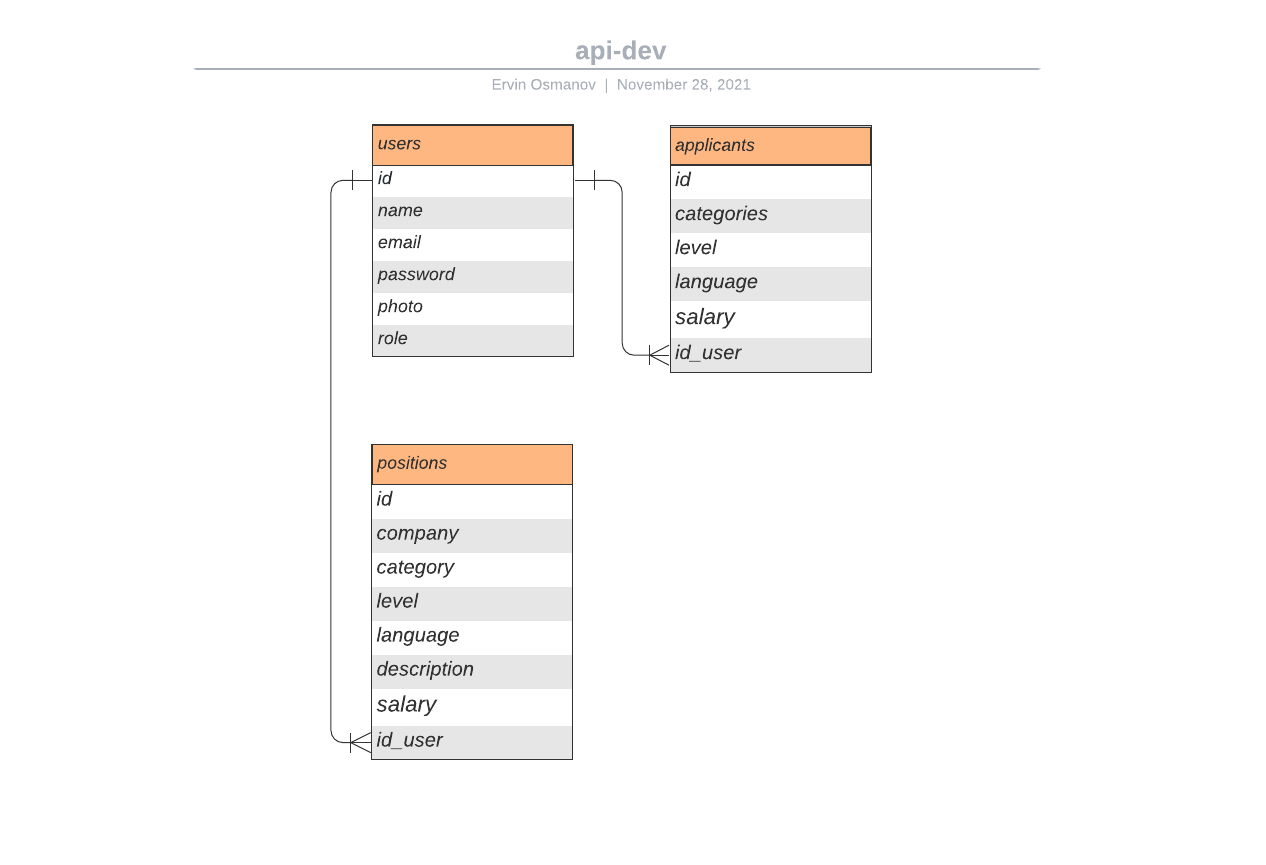 api-dev
Ervin Osmanov | November 28, 2021
users
id
name
email
password
photo
role
applicants
id
categories
level
language
salary
id_user
positions
id
company
category
level
language
description
salary
id_user